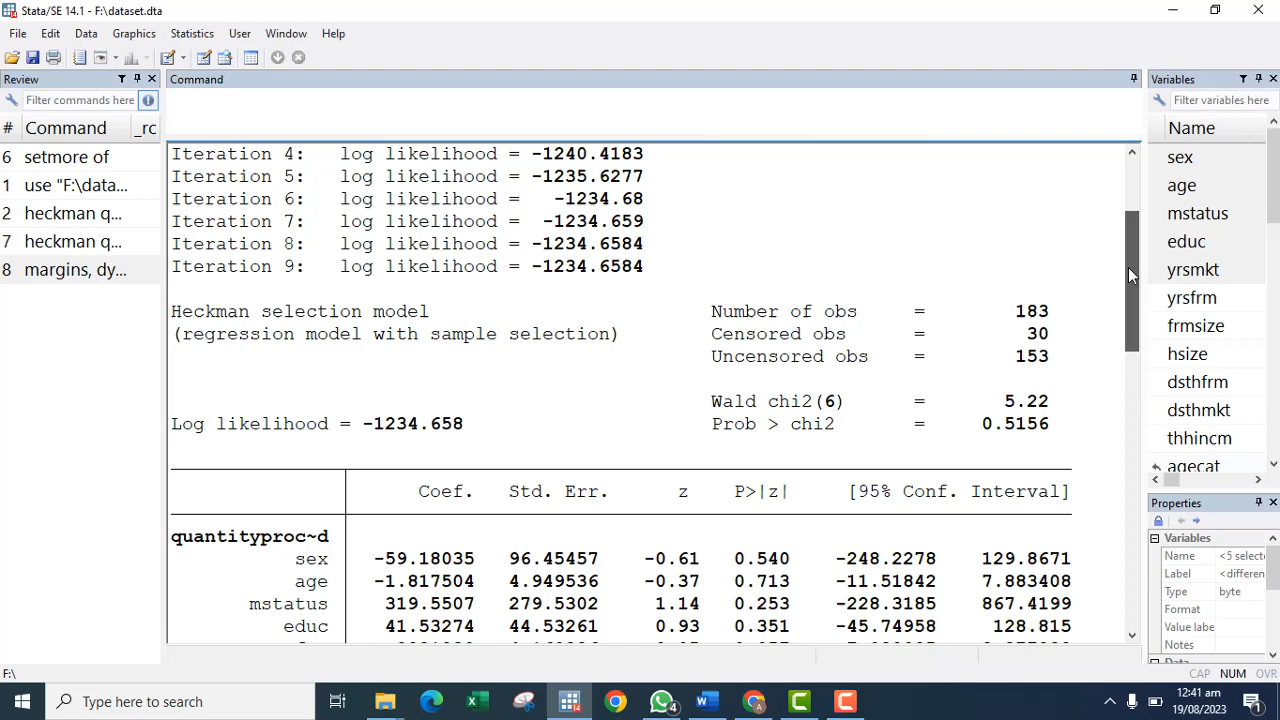 Stata/SE 14.1 - F:\dataset.dta
File Edit Data Graphics Statistics User Window Help
Review
Command
Variables
Filter commands here
Filter variables here
# Command _rc
Name
6 setmore of
1 use "F:\data...
2 heckman q...
7 heckman q...
8 margins, dy...
Iteration 4: log likelihood = -1240.4183
Iteration 5: log likelihood = -1235.6277
Iteration 6: log likelihood = -1234.68
Iteration 7: log likelihood = -1234.659
Iteration 8: log likelihood = -1234.6584
Iteration 9: log likelihood = -1234.6584
Heckman selection model Number of obs = 183
(regression model with sample selection) Censored obs = 30
Uncensored obs = 153
Wald chi2(6) = 5.22
Log likelihood = -1234.658 Prob > chi2 = 0.5156
Coef. Std. Err. z P>|z| [95% Conf. Interval]
quantityproc~d
sex -59.18035 96.45457 -0.61 0.540 -248.2278 129.8671
age -1.817504 4.949536 -0.37 0.713 -11.51842 7.883408
mstatus 319.5507 279.5302 1.14 0.253 -228.3185 867.4199
educ 41.53274 44.53261 0.93 0.351 -45.74958 128.815
sex
age
mstatus
educ
yrsmkt
yrsfrm
frmsize
hsize
dsthfrm
dsthmkt
thhincm
agecat
Properties
Variables
Name <5 selecte
Label <differen
Type byte
Format
Value labe
Notes
Data
F:\
CAP NUM OVR
Type here to search
4
12:41 am
19/08/2023
1